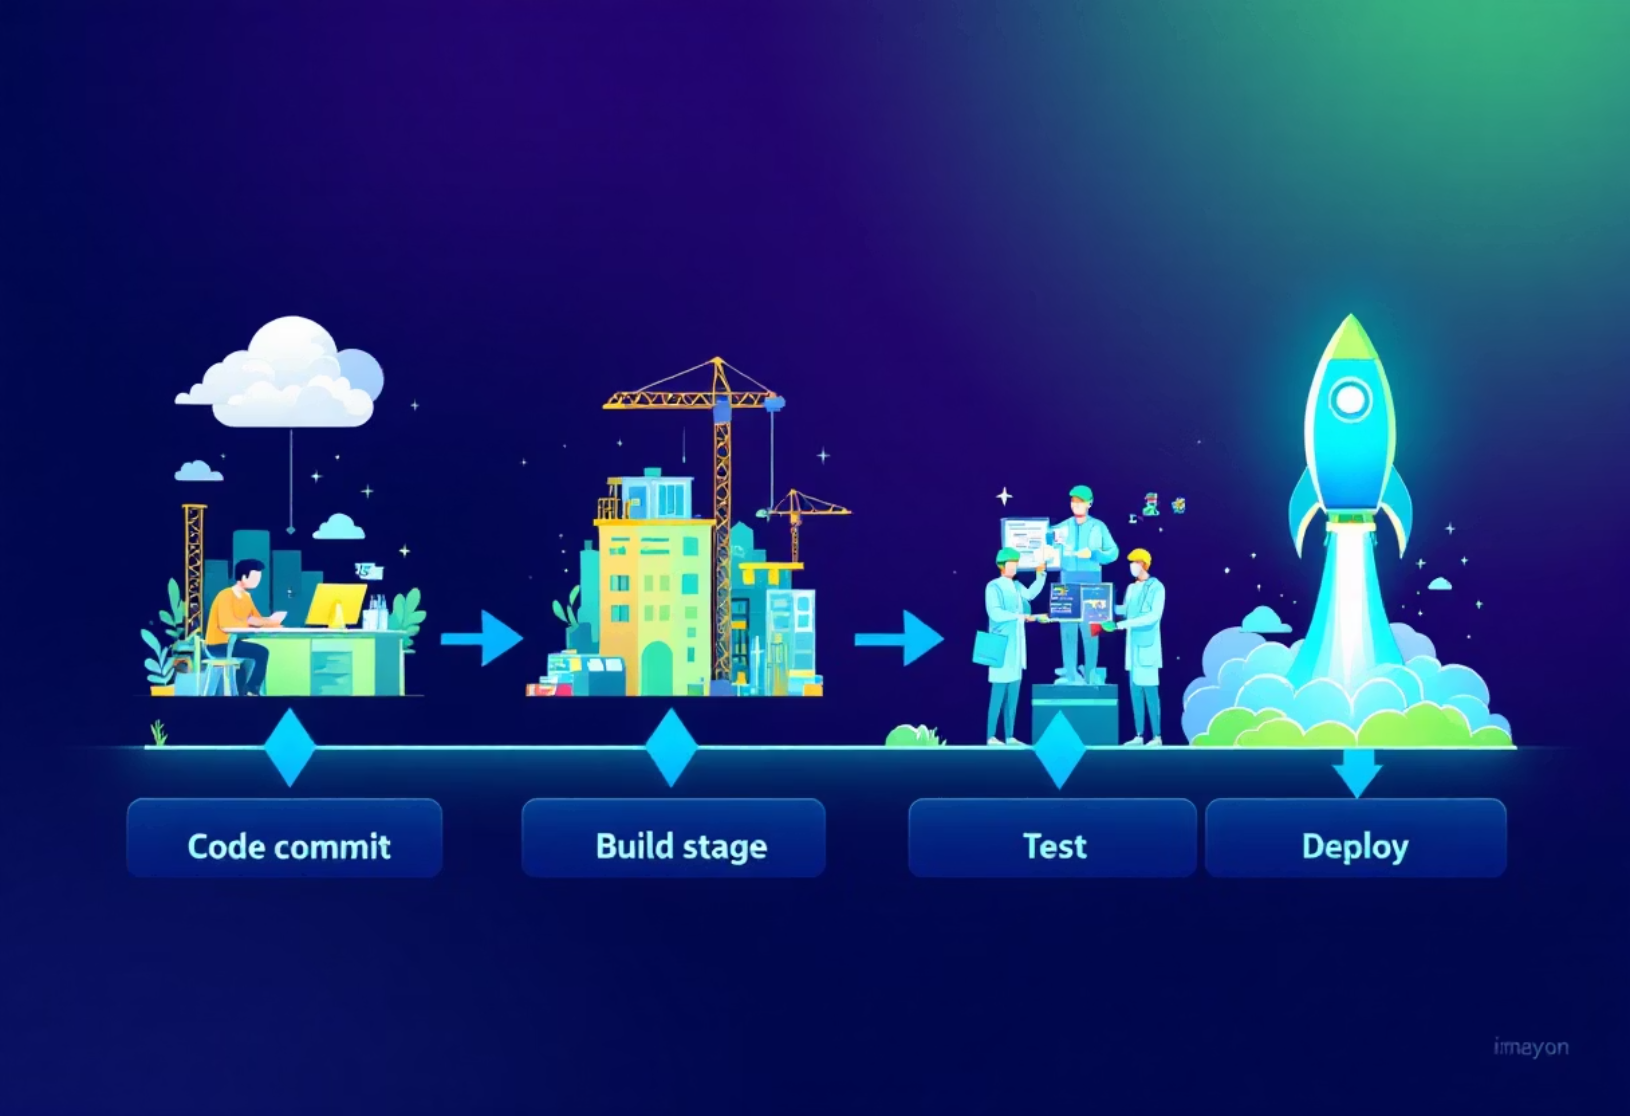 Code commit
Build stage
Test
Deploy
imayon